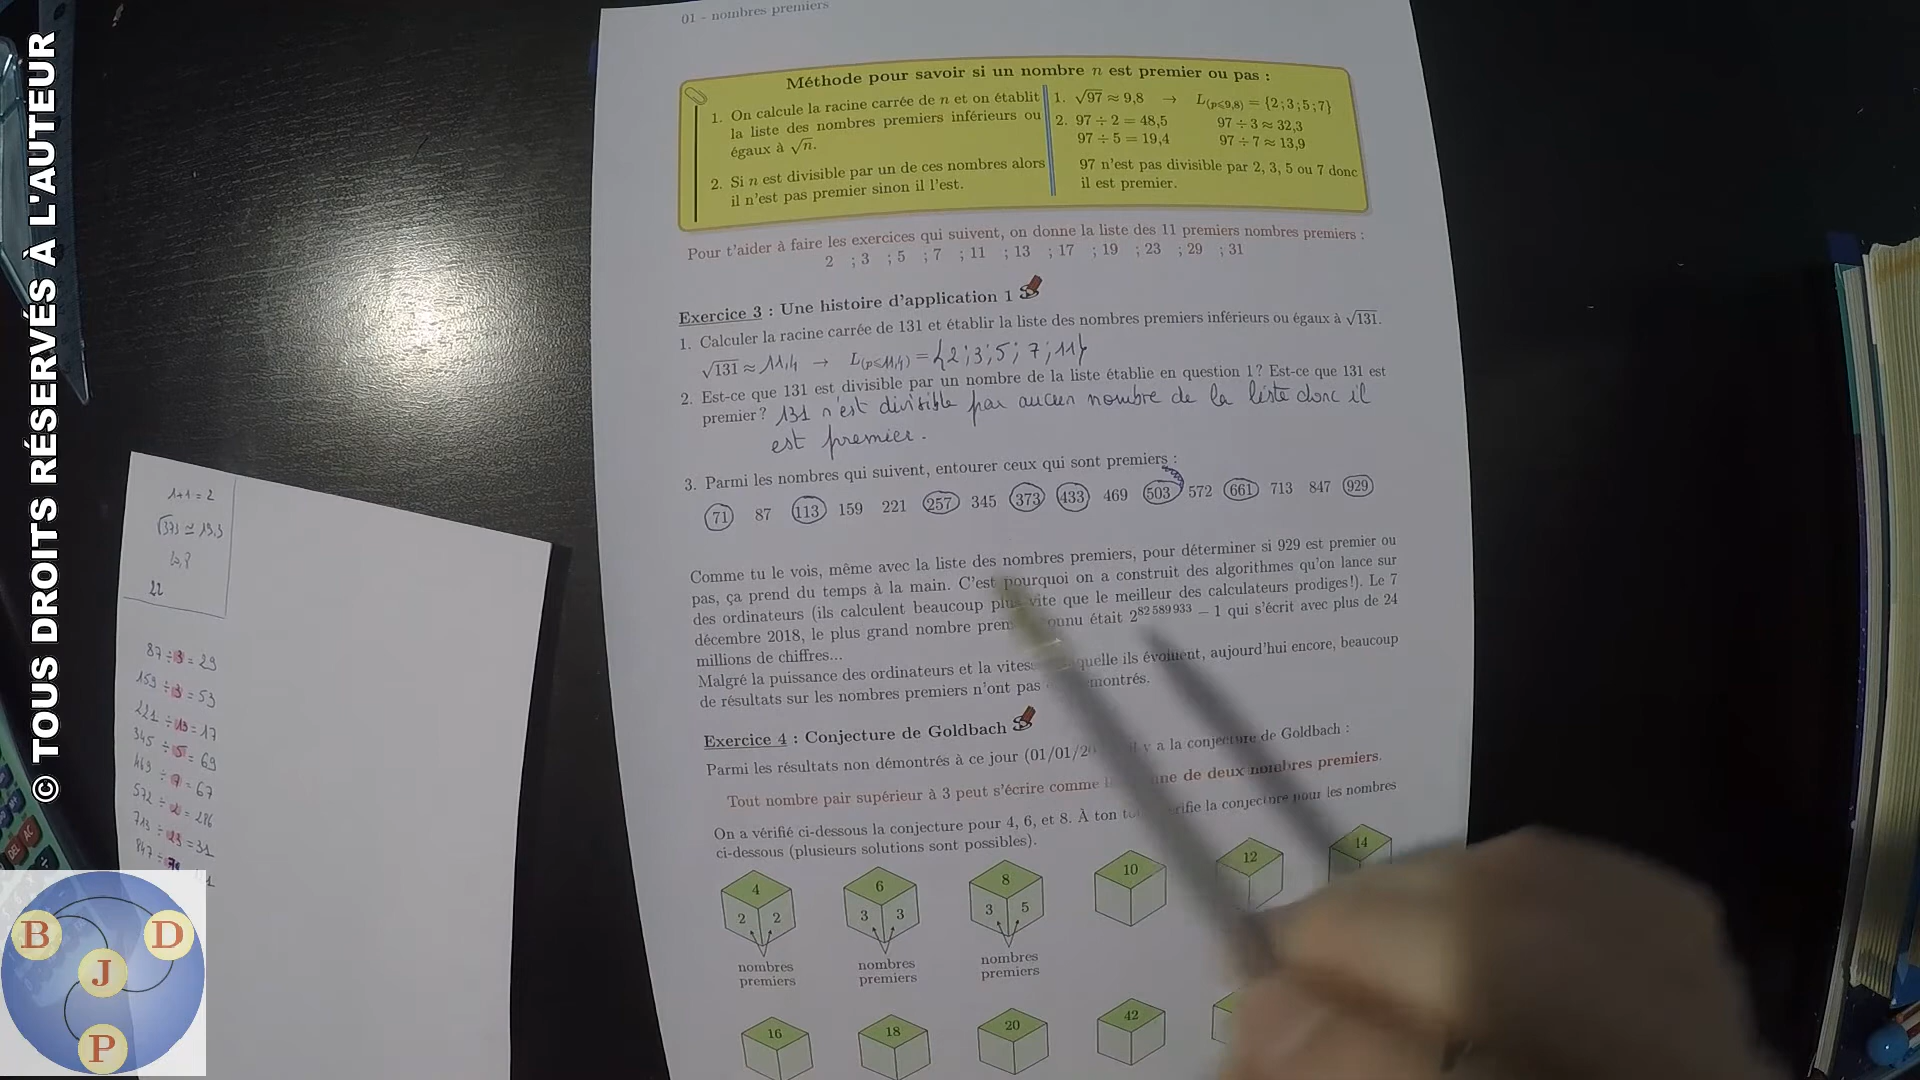 © TOUS DROITS RÉSERVÉS À L'AUTEUR
01 - nombres premiers
Méthode pour savoir si un nombre n est premier ou pas :
1. On calcule la racine carrée de n et on établit
la liste des nombres premiers inférieurs ou
égaux à √n.
2. Si n est divisible par un de ces nombres alors
il n'est pas premier sinon il l'est.
1. √97 ≈ 9,8 → L(p⩽9,8) = {2 ; 3 ; 5 ; 7}
2. 97 ÷ 2 = 48,5 97 ÷ 3 ≈ 32,3
97 ÷ 5 = 19,4 97 ÷ 7 ≈ 13,9
97 n'est pas divisible par 2, 3, 5 ou 7 donc
il est premier.
Pour t'aider à faire les exercices qui suivent, on donne la liste des 11 premiers nombres premiers :
2 ; 3 ; 5 ; 7 ; 11 ; 13 ; 17 ; 19 ; 23 ; 29 ; 31
Exercice 3 : Une histoire d'application 1
1. Calculer la racine carrée de 131 et établir la liste des nombres premiers inférieurs ou égaux à √131.
√131 ≈ 11,4 → L(p⩽11,4) = {2 ; 3 ; 5 ; 7 ; 11}
2. Est-ce que 131 est divisible par un nombre de la liste établie en question 1 ? Est-ce que 131 est
premier ? 131 n'est divisible par aucun nombre de la liste donc il
est premier.
3. Parmi les nombres qui suivent, entourer ceux qui sont premiers :
71 87 113 159 221 257 345 373 433 469 503 572 661 713 847 929
Comme tu le vois, même avec la liste des nombres premiers, pour déterminer si 929 est premier ou
pas, ça prend du temps à la main. C'est pourquoi on a construit des algorithmes qu'on lance sur
des ordinateurs (ils calculent beaucoup plus vite que le meilleur des calculateurs prodiges!). Le 7
décembre 2018, le plus grand nombre prem onnu était 2^82 589 933 − 1 qui s'écrit avec plus de 24
millions de chiffres...
Malgré la puissance des ordinateurs et la vitess quelle ils évoluent, aujourd'hui encore, beaucoup
de résultats sur les nombres premiers n'ont pas montrés.
Exercice 4 : Conjecture de Goldbach
Parmi les résultats non démontrés à ce jour (01/01/20 il y a la conjecture de Goldbach :
Tout nombre pair supérieur à 3 peut s'écrire comme de deux nombres premiers.
On a vérifié ci-dessous la conjecture pour 4, 6, et 8. À ton to rifie la conjecture pour les nombres
ci-dessous (plusieurs solutions sont possibles).
4 6 8 10 12 14
2 2 3 3 3 5
nombres nombres nombres
premiers premiers premiers
16 18 20 42
1+1=2
√373 ≃ 19,3
22
87 ÷ 3 = 29
159 ÷ 3 = 53
221 ÷ 13 = 17
345 ÷ 5 = 69
469 ÷ 7 = 67
572 ÷ 2 = 286
713 ÷ 23 = 31
847 ÷
AC
DEL
B D
J
P